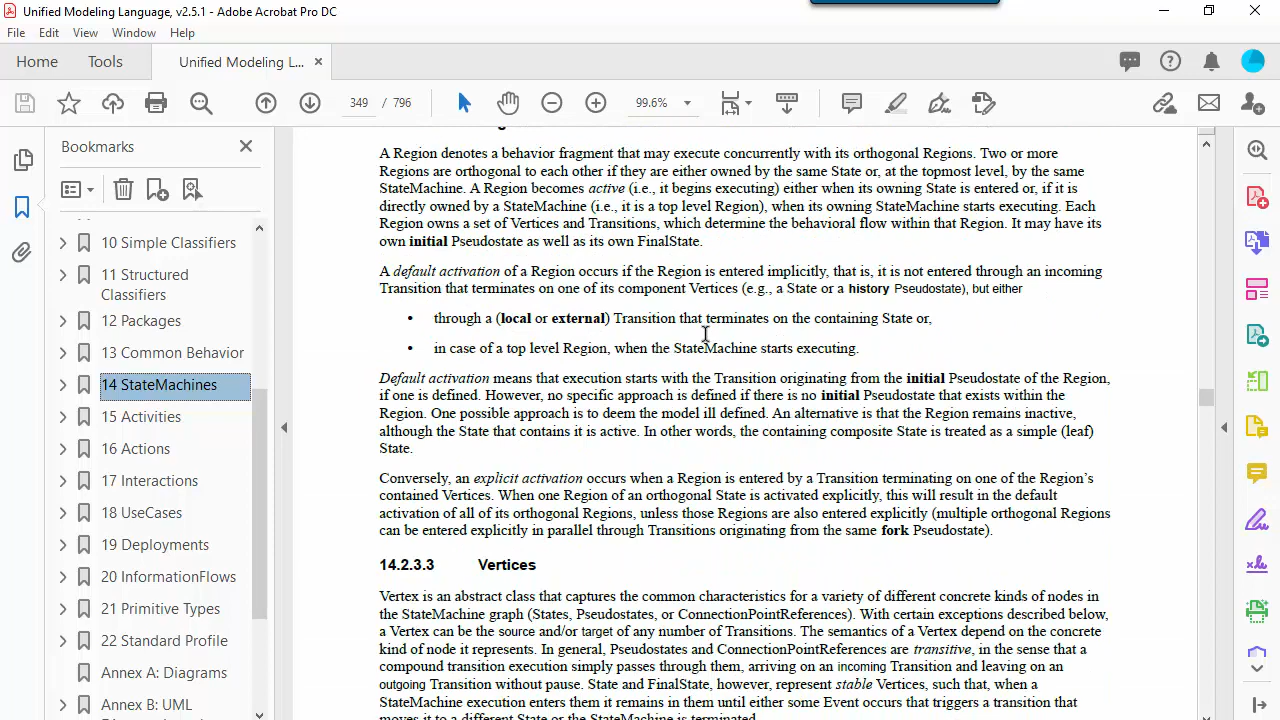 Unified Modeling Language, v2.5.1 - Adobe Acrobat Pro DC
File Edit View Window Help
Home Tools Unified Modeling L... ×
349 / 796 99.6%
Bookmarks
10 Simple Classifiers
11 Structured
Classifiers
12 Packages
13 Common Behavior
14 StateMachines
15 Activities
16 Actions
17 Interactions
18 UseCases
19 Deployments
20 InformationFlows
21 Primitive Types
22 Standard Profile
Annex A: Diagrams
Annex B: UML
A Region denotes a behavior fragment that may execute concurrently with its orthogonal Regions. Two or more
Regions are orthogonal to each other if they are either owned by the same State or, at the topmost level, by the same
StateMachine. A Region becomes active (i.e., it begins executing) either when its owning State is entered or, if it is
directly owned by a StateMachine (i.e., it is a top level Region), when its owning StateMachine starts executing. Each
Region owns a set of Vertices and Transitions, which determine the behavioral flow within that Region. It may have its
own initial Pseudostate as well as its own FinalState.
A default activation of a Region occurs if the Region is entered implicitly, that is, it is not entered through an incoming
Transition that terminates on one of its component Vertices (e.g., a State or a history Pseudostate), but either
• through a (local or external) Transition that terminates on the containing State or,
• in case of a top level Region, when the StateMachine starts executing.
Default activation means that execution starts with the Transition originating from the initial Pseudostate of the Region,
if one is defined. However, no specific approach is defined if there is no initial Pseudostate that exists within the
Region. One possible approach is to deem the model ill defined. An alternative is that the Region remains inactive,
although the State that contains it is active. In other words, the containing composite State is treated as a simple (leaf)
State.
Conversely, an explicit activation occurs when a Region is entered by a Transition terminating on one of the Region's
contained Vertices. When one Region of an orthogonal State is activated explicitly, this will result in the default
activation of all of its orthogonal Regions, unless those Regions are also entered explicitly (multiple orthogonal Regions
can be entered explicitly in parallel through Transitions originating from the same fork Pseudostate).
14.2.3.3 Vertices
Vertex is an abstract class that captures the common characteristics for a variety of different concrete kinds of nodes in
the StateMachine graph (States, Pseudostates, or ConnectionPointReferences). With certain exceptions described below,
a Vertex can be the source and/or target of any number of Transitions. The semantics of a Vertex depend on the concrete
kind of node it represents. In general, Pseudostates and ConnectionPointReferences are transitive, in the sense that a
compound transition execution simply passes through them, arriving on an incoming Transition and leaving on an
outgoing Transition without pause. State and FinalState, however, represent stable Vertices, such that, when a
StateMachine execution enters them it remains in them until either some Event occurs that triggers a transition that
moves it to a different State or the StateMachine is terminated.